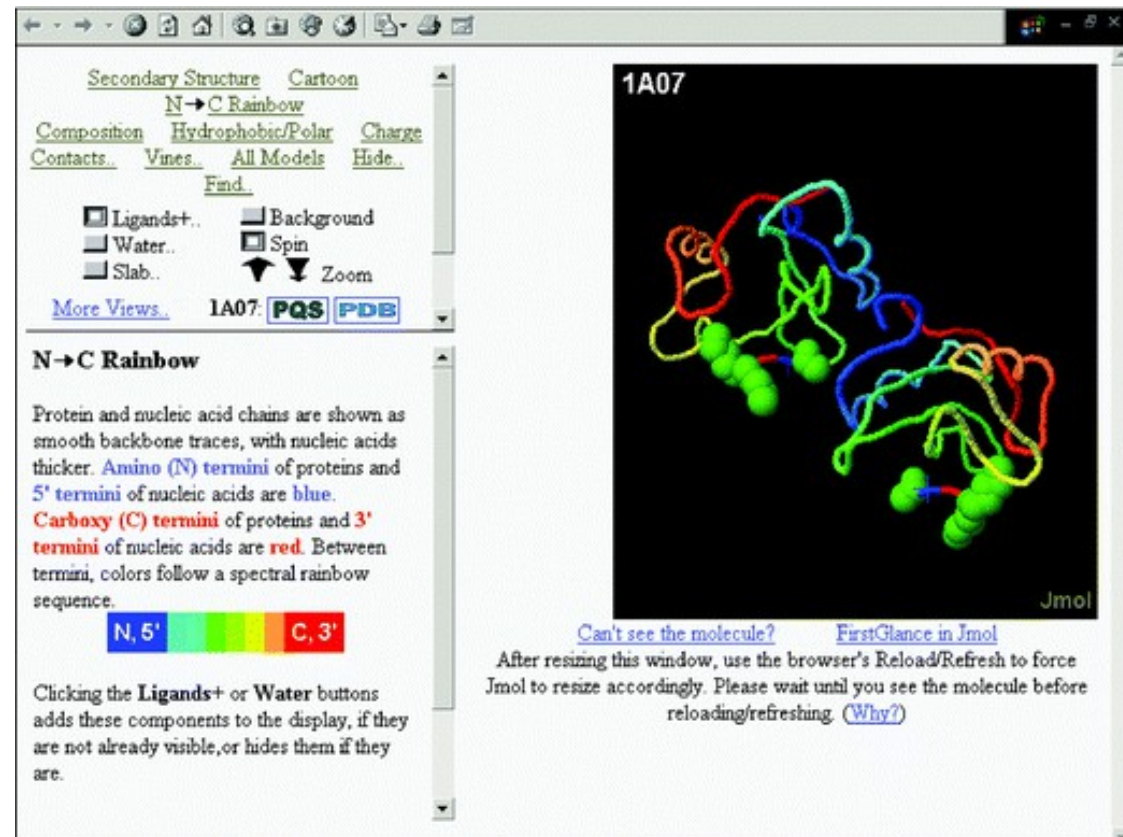 Secondary Structure Cartoon
N→C Rainbow
Composition Hydrophobic/Polar Charge
Contacts.. Vines.. All Models Hide..
Find..
Ligands+.. Background
Water.. Spin
Slab.. Zoom
More Views.. 1A07: PQS PDB
N→C Rainbow
Protein and nucleic acid chains are shown as
smooth backbone traces, with nucleic acids
thicker. Amino (N) termini of proteins and
5' termini of nucleic acids are blue.
Carboxy (C) termini of proteins and 3'
termini of nucleic acids are red. Between
termini, colors follow a spectral rainbow
sequence.
N, 5' C, 3'
Clicking the Ligands+ or Water buttons
adds these components to the display, if they
are not already visible,or hides them if they
are.
1A07
Jmol
Can't see the molecule? FirstGlance in Jmol
After resizing this window, use the browser's Reload/Refresh to force
Jmol to resize accordingly. Please wait until you see the molecule before
reloading/refreshing. (Why?)